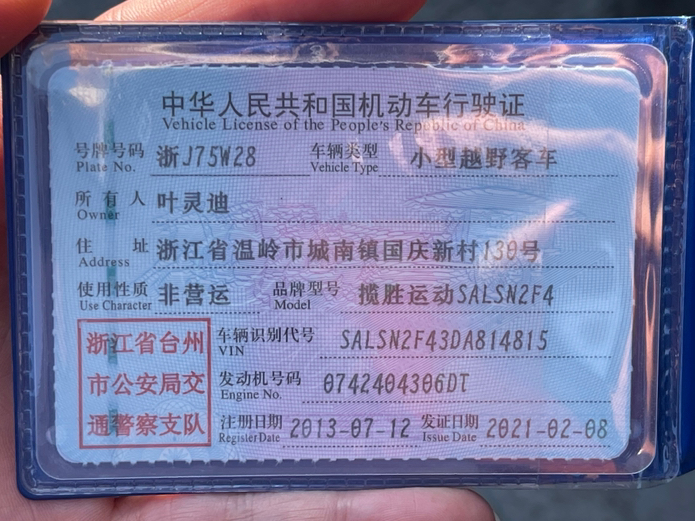 中华人民共和国机动车行驶证
Vehicle License of the People's Republic of China
号牌号码 浙J75W28 车辆类型 小型越野客车
Plate No. Vehicle Type
所有人 叶灵迪
Owner
住址 浙江省温岭市城南镇国庆新村130号
Address
使用性质 非营运 品牌型号 揽胜运动SALSN2F4
Use Character Model
浙江省台州
市公安局交
通警察支队
车辆识别代号 SALSN2F43DA814815
VIN
发动机号码 0742404306DT
Engine No.
注册日期 2013-07-12 发证日期 2021-02-08
Register Date Issue Date